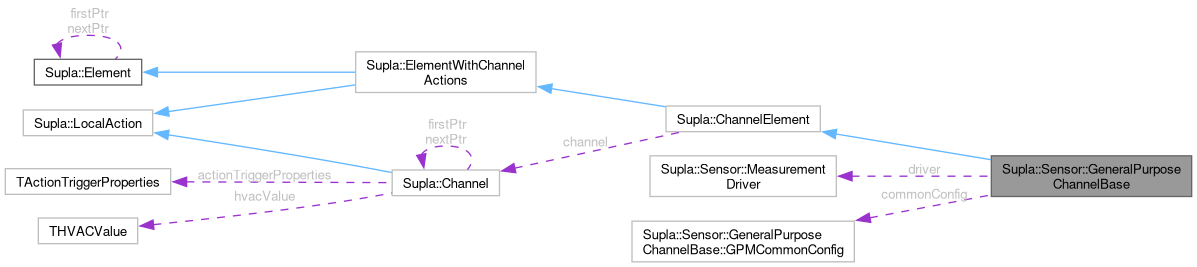 firstPtr
nextPtr
Supla::Element
Supla::ElementWithChannel
Actions
Supla::LocalAction
Supla::ChannelElement
firstPtr
nextPtr
channel
Supla::Sensor::Measurement
Driver
driver
Supla::Sensor::GeneralPurpose
ChannelBase
TActionTriggerProperties
actionTriggerProperties
Supla::Channel
hvacValue
commonConfig
THVACValue
Supla::Sensor::GeneralPurpose
ChannelBase::GPMCommonConfig